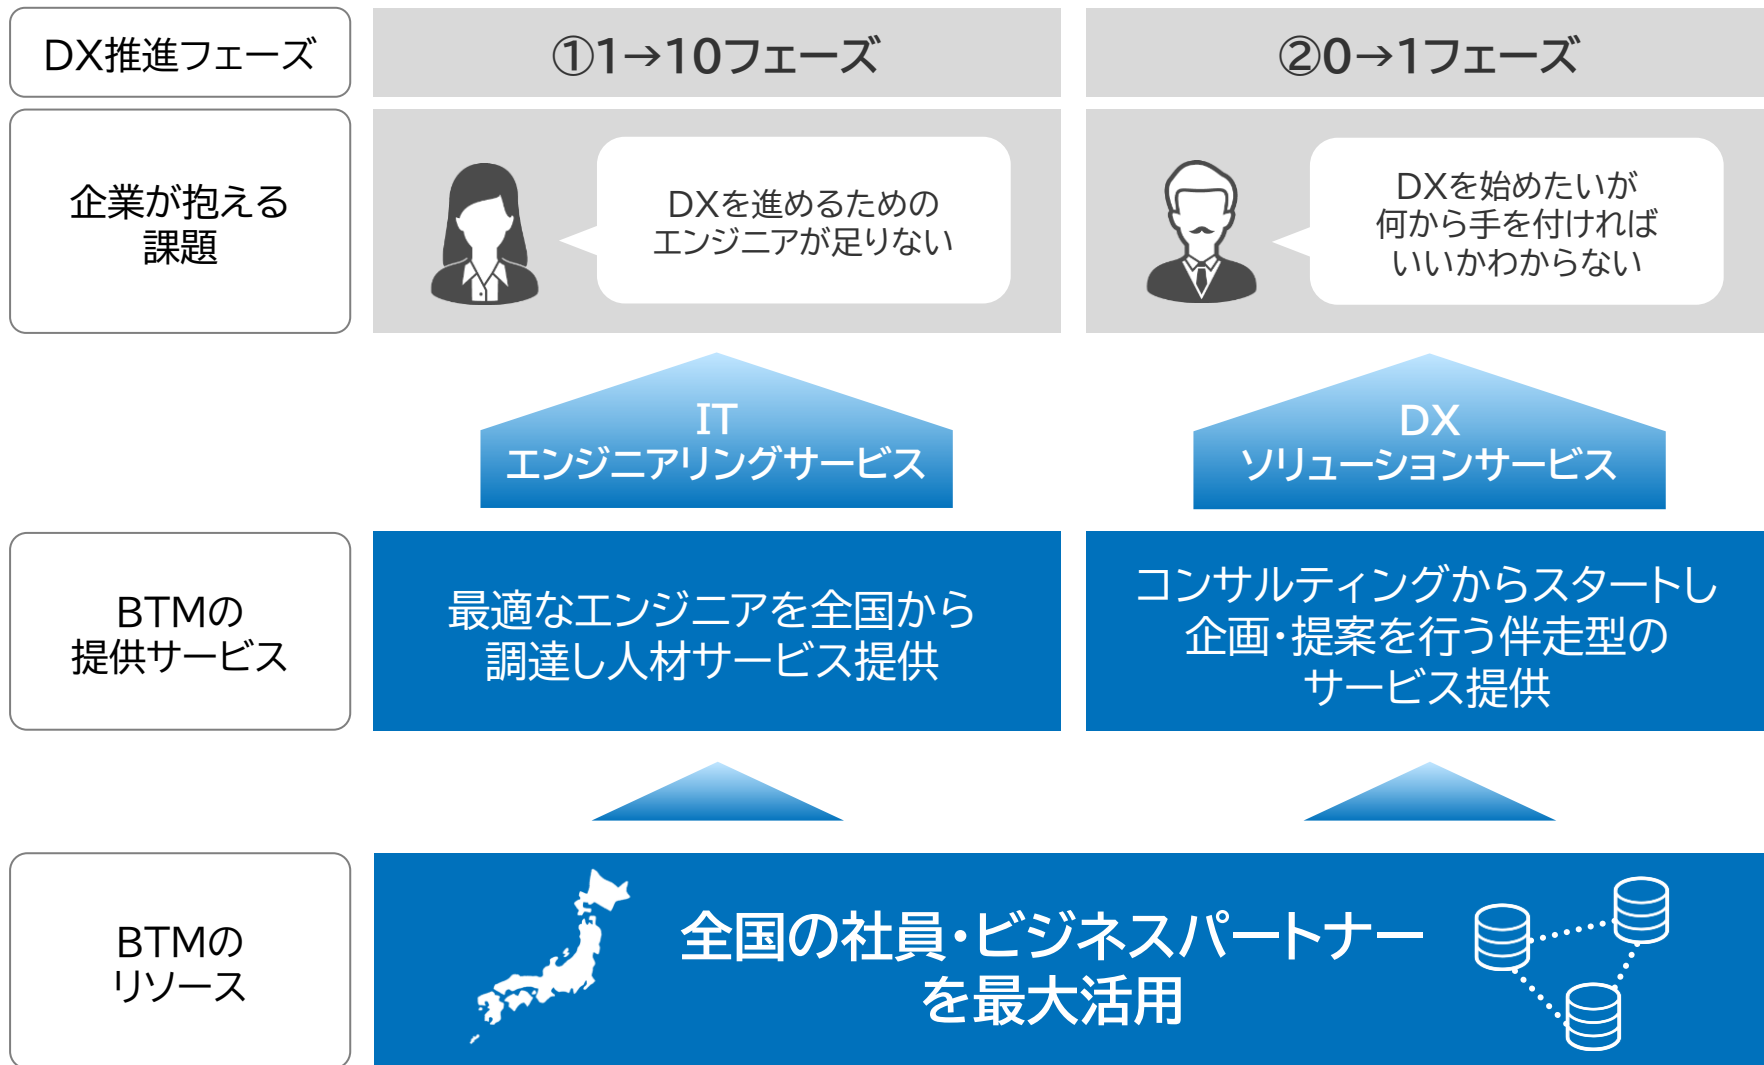 DX推進フェーズ
①1→10フェーズ
②0→1フェーズ
企業が抱える
課題
DXを進めるための
エンジニアが足りない
DXを始めたいが
何から手を付ければ
いいかわからない
IT
エンジニアリングサービス
DX
ソリューションサービス
BTMの
提供サービス
最適なエンジニアを全国から
調達し人材サービス提供
コンサルティングからスタートし
企画・提案を行う伴走型の
サービス提供
BTMの
リソース
全国の社員・ビジネスパートナー
を最大活用